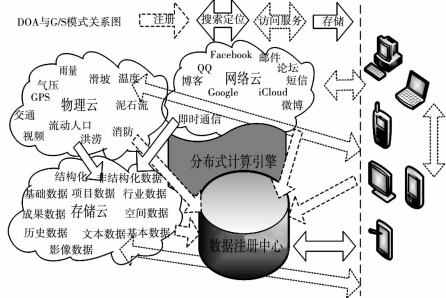 DOA与G/S模式关系图
注册
搜索定位
访问服务
存储
雨量
滑坡
温度
气压
GPS
物理云
泥石流
交通
流动人口
消防
视频
洪涝
Facebook
邮件
QQ
论坛
博客
网络云
短信
Google
iCloud
微博
即时通信
结构化
非结构化数据
基础数据
项目数据
行业数据
成果数据
存储云
空间数据
历史数据
文本数据
基本数据
影像数据
分布式计算引擎
数据注册中心